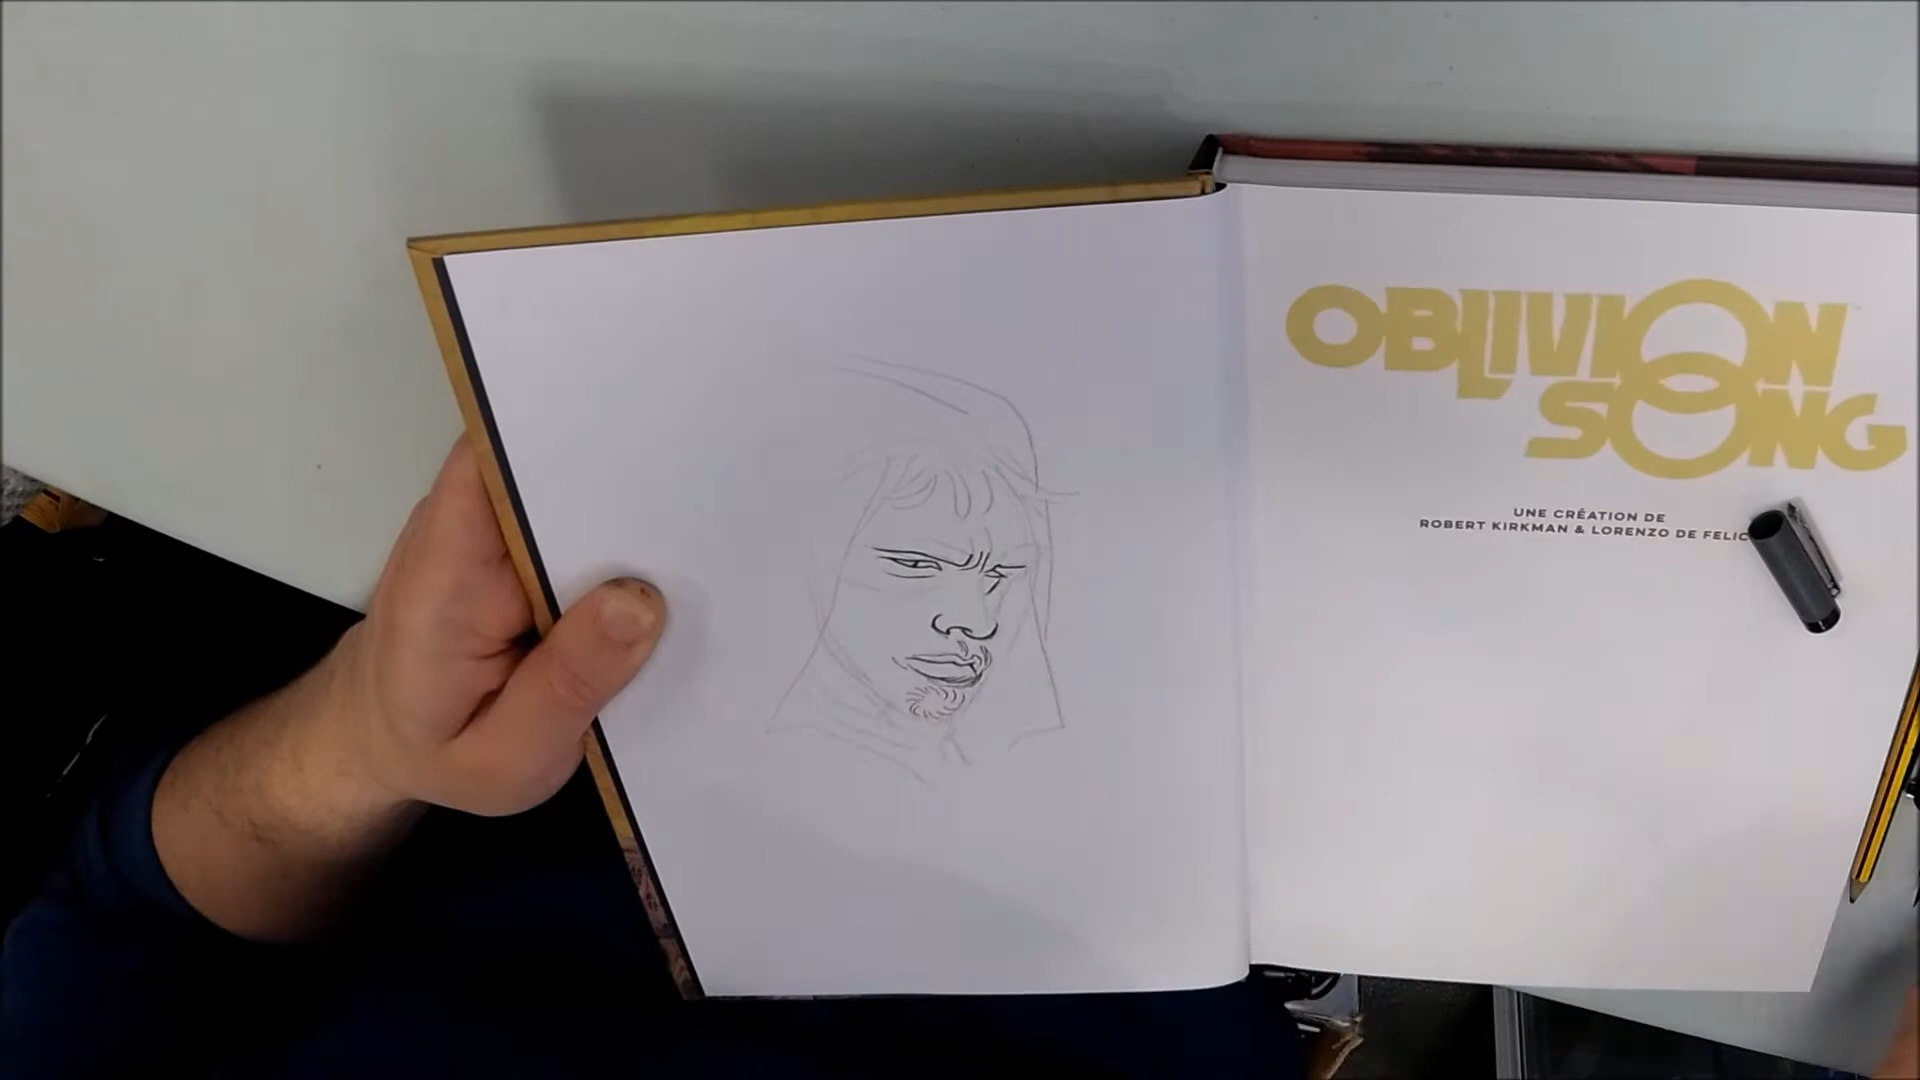 OBLIVION
SONG
UNE CRÉATION DE
ROBERT KIRKMAN & LORENZO DE FELIC